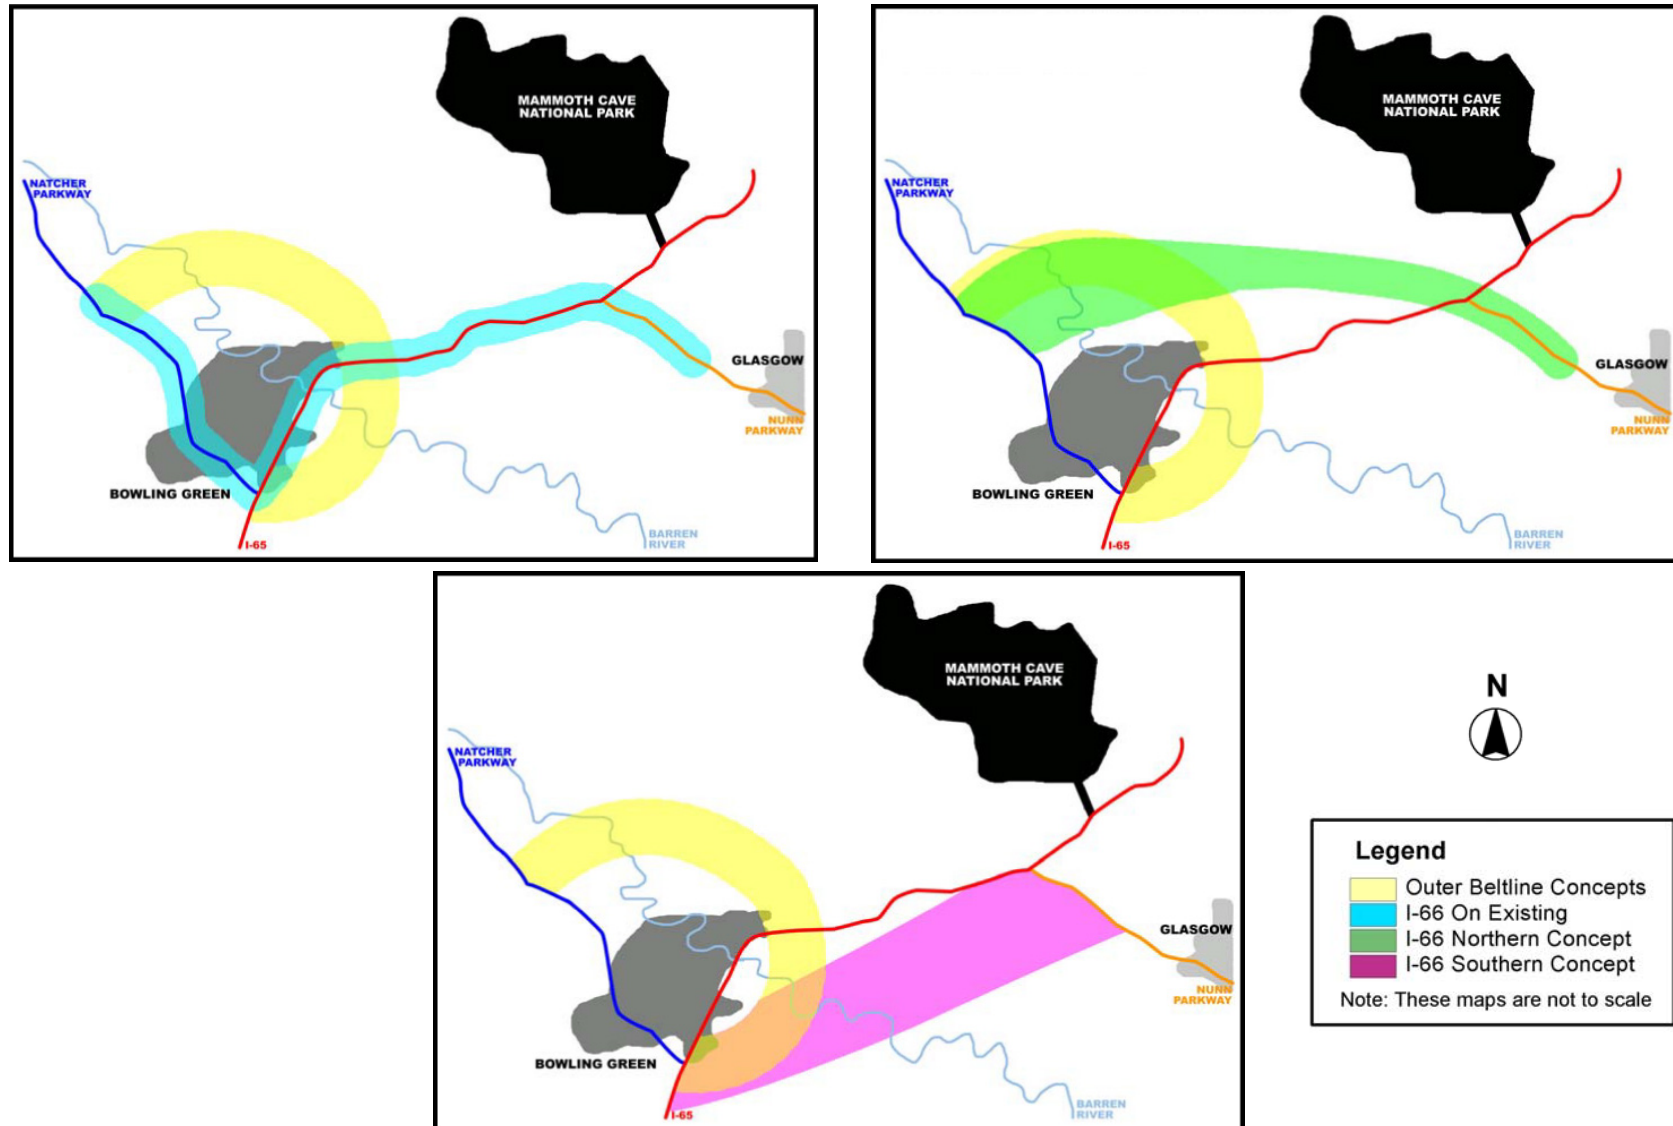 MAMMOTH CAVE
NATIONAL PARK
NATCHER
PARKWAY
GLASGOW
NUNN
PARKWAY
BOWLING GREEN
BARREN
RIVER
I-65
MAMMOTH CAVE
NATIONAL PARK
NATCHER
PARKWAY
GLASGOW
NUNN
PARKWAY
BOWLING GREEN
BARREN
RIVER
I-65
MAMMOTH CAVE
NATIONAL PARK
NATCHER
PARKWAY
GLASGOW
NUNN
PARKWAY
BOWLING GREEN
BARREN
RIVER
I-65
N
Legend
Outer Beltline Concepts
I-66 On Existing
I-66 Northern Concept
I-66 Southern Concept
Note: These maps are not to scale